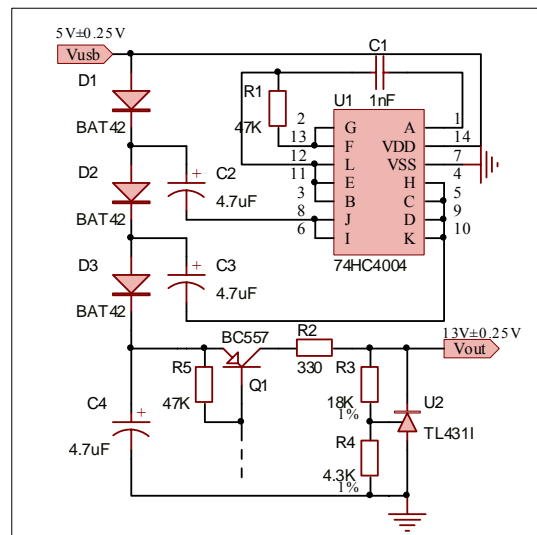 5V±0.25V
Vusb
D1
BAT42
D2
BAT42
D3
BAT42
C2
4.7uF
C3
4.7uF
C4
4.7uF
C1
1nF
R1
47K
U1
2 G A 1
13 F VDD 14
12 L VSS 7
11 E H 4
3 B C 5
8 J D 9
6 I K 10
74HC4004
BC557
Q1
R5
47K
R2
330
13V±0.25V
Vout
R3
18K
1%
R4
4.3K
1%
U2
TL431I